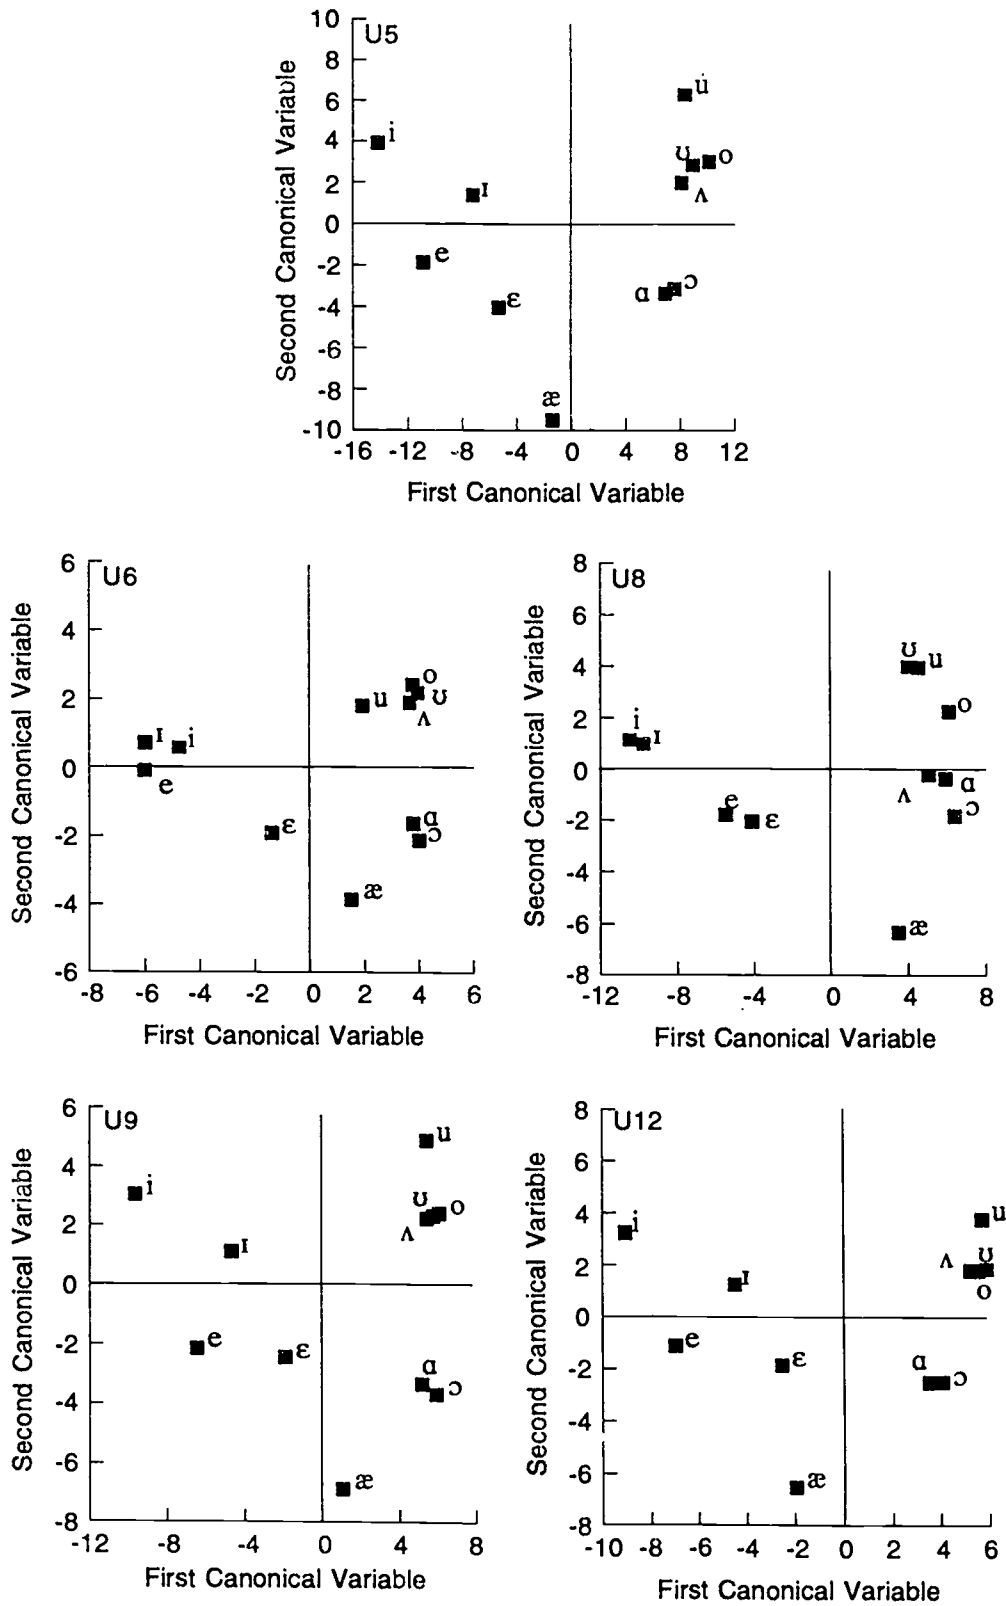 U5
10
8
6
4
2
0
-2
-4
-6
-8
-10
Second Canonical Variable
i
ɪ
e
ɛ
æ
u
ʊ
o
ʌ
ɑ
ɔ
-16 -12 -8 -4 0 4 8 12
First Canonical Variable
U6
6
4
2
0
-2
-4
-6
Second Canonical Variable
ɪ
i
e
ɛ
æ
u
o
ʊ
ʌ
ɑ
ɔ
-8 -6 -4 -2 0 2 4 6
First Canonical Variable
U8
8
6
4
2
0
-2
-4
-6
-8
Second Canonical Variable
i
ɪ
e
ɛ
æ
ʊ
u
o
ʌ
ɑ
ɔ
-12 -8 -4 0 4 8
First Canonical Variable
U9
6
4
2
0
-2
-4
-6
-8
Second Canonical Variable
i
ɪ
e
ɛ
æ
u
ʊ
o
ʌ
ɑ
ɔ
-12 -8 -4 0 4 8
First Canonical Variable
U12
8
6
4
2
0
-2
-4
-6
-8
Second Canonical Variable
i
ɪ
e
ɛ
æ
u
ʌ
ʊ
o
ɑ
ɔ
-10 -8 -6 -4 -2 0 2 4 6
First Canonical Variable